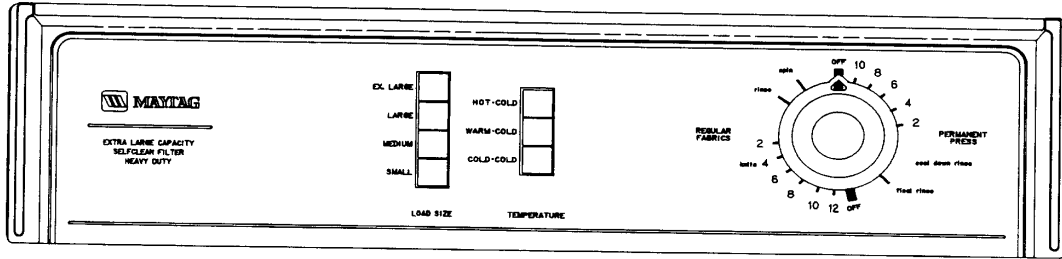 MAYTAG
EXTRA LARGE CAPACITY
SELFCLEAN FILTER
HEAVY DUTY
EX. LARGE
LARGE
MEDIUM
SMALL
LOAD SIZE
HOT-COLD
WARM-COLD
COLD-COLD
TEMPERATURE
REGULAR
FABRICS
OFF
10
8
6
4
2
PERMANENT
PRESS
cool down rinse
final rinse
OFF
12
10
8
6
4
2
rinse
spin